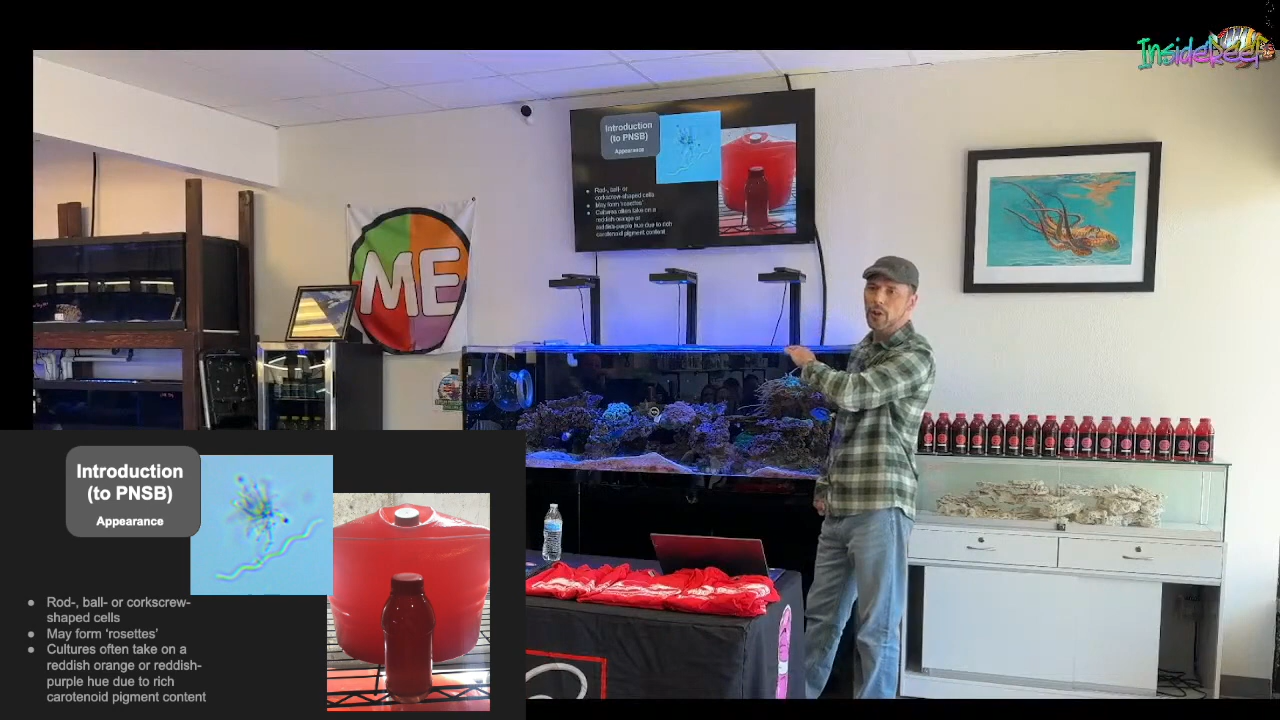 InsideReef
Introduction
(to PNSB)
Appearance
• Rod-, ball- or
corkscrew-shaped cells
• May form 'rosettes'
• Cultures often take on a
reddish-orange or
reddish-purple hue due to rich
carotenoid pigment content
ME
Introduction
(to PNSB)
Appearance
• Rod-, ball- or corkscrew-
shaped cells
• May form ‘rosettes’
• Cultures often take on a
reddish orange or reddish-
purple hue due to rich
carotenoid pigment content